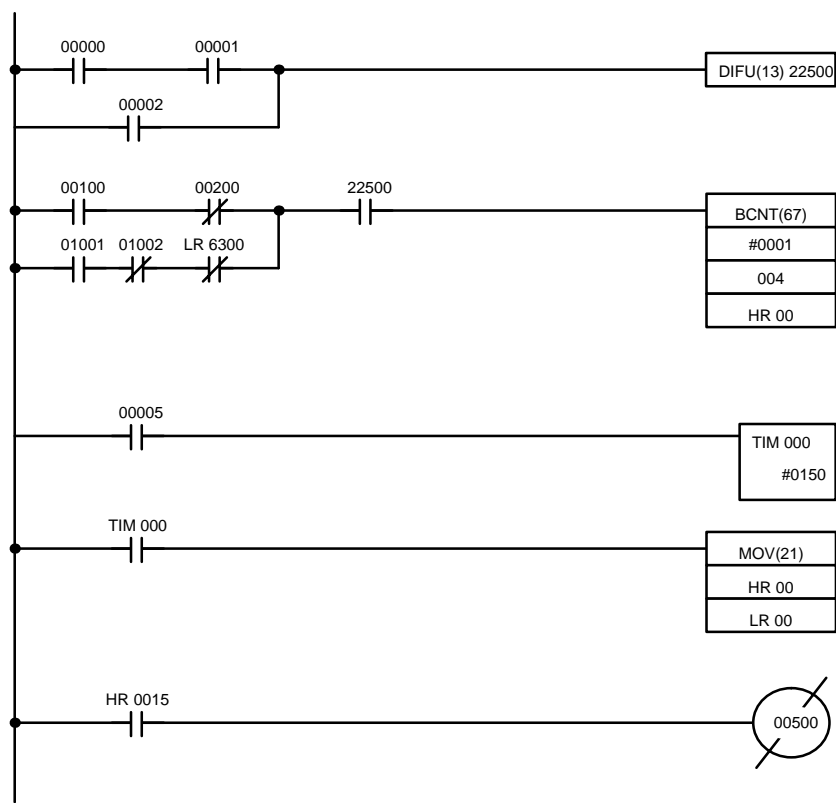 00000 00001
DIFU(13) 22500
00002
00100 00200 22500
BCNT(67)
01001 01002 LR 6300
#0001
004
HR 00
00005
TIM 000
#0150
TIM 000
MOV(21)
HR 00
LR 00
HR 0015
00500